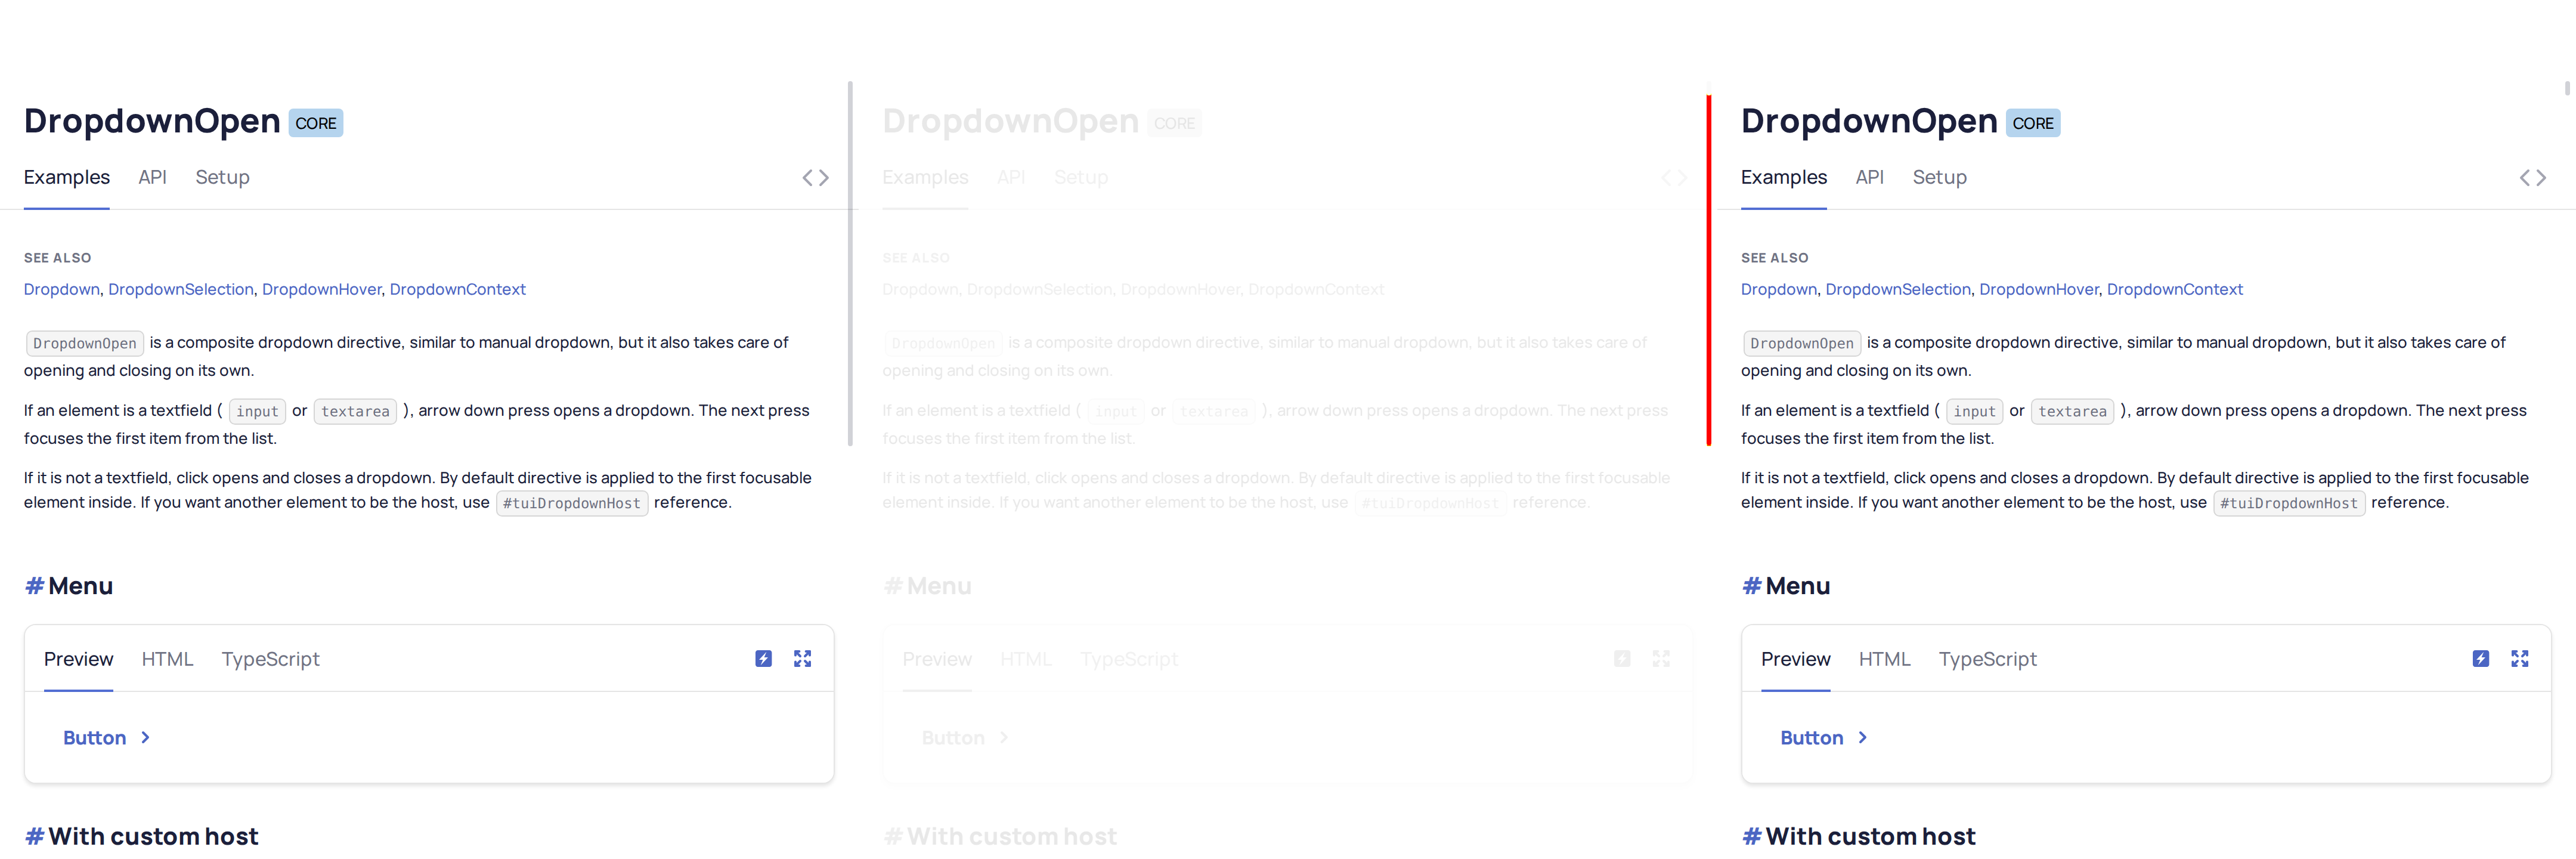 DropdownOpen CORE
Examples API Setup
SEE ALSO
Dropdown, DropdownSelection, DropdownHover, DropdownContext
DropdownOpen is a composite dropdown directive, similar to manual dropdown, but it also takes care of
opening and closing on its own.
If an element is a textfield ( input or textarea ), arrow down press opens a dropdown. The next press
focuses the first item from the list.
If it is not a textfield, click opens and closes a dropdown. By default directive is applied to the first focusable
element inside. If you want another element to be the host, use #tuiDropdownHost reference.
# Menu
Preview HTML TypeScript
Button
# With custom host
DropdownOpen CORE
Examples API Setup
SEE ALSO
Dropdown, DropdownSelection, DropdownHover, DropdownContext
DropdownOpen is a composite dropdown directive, similar to manual dropdown, but it also takes care of
opening and closing on its own.
If an element is a textfield ( input or textarea ), arrow down press opens a dropdown. The next press
focuses the first item from the list.
If it is not a textfield, click opens and closes a dropdown. By default directive is applied to the first focusable
element inside. If you want another element to be the host, use #tuiDropdownHost reference.
# Menu
Preview HTML TypeScript
Button
# With custom host
DropdownOpen CORE
Examples API Setup
SEE ALSO
Dropdown, DropdownSelection, DropdownHover, DropdownContext
DropdownOpen is a composite dropdown directive, similar to manual dropdown, but it also takes care of
opening and closing on its own.
If an element is a textfield ( input or textarea ), arrow down press opens a dropdown. The next press
focuses the first item from the list.
If it is not a textfield, click opens and closes a dropdown. By default directive is applied to the first focusable
element inside. If you want another element to be the host, use #tuiDropdownHost reference.
# Menu
Preview HTML TypeScript
Button
# With custom host